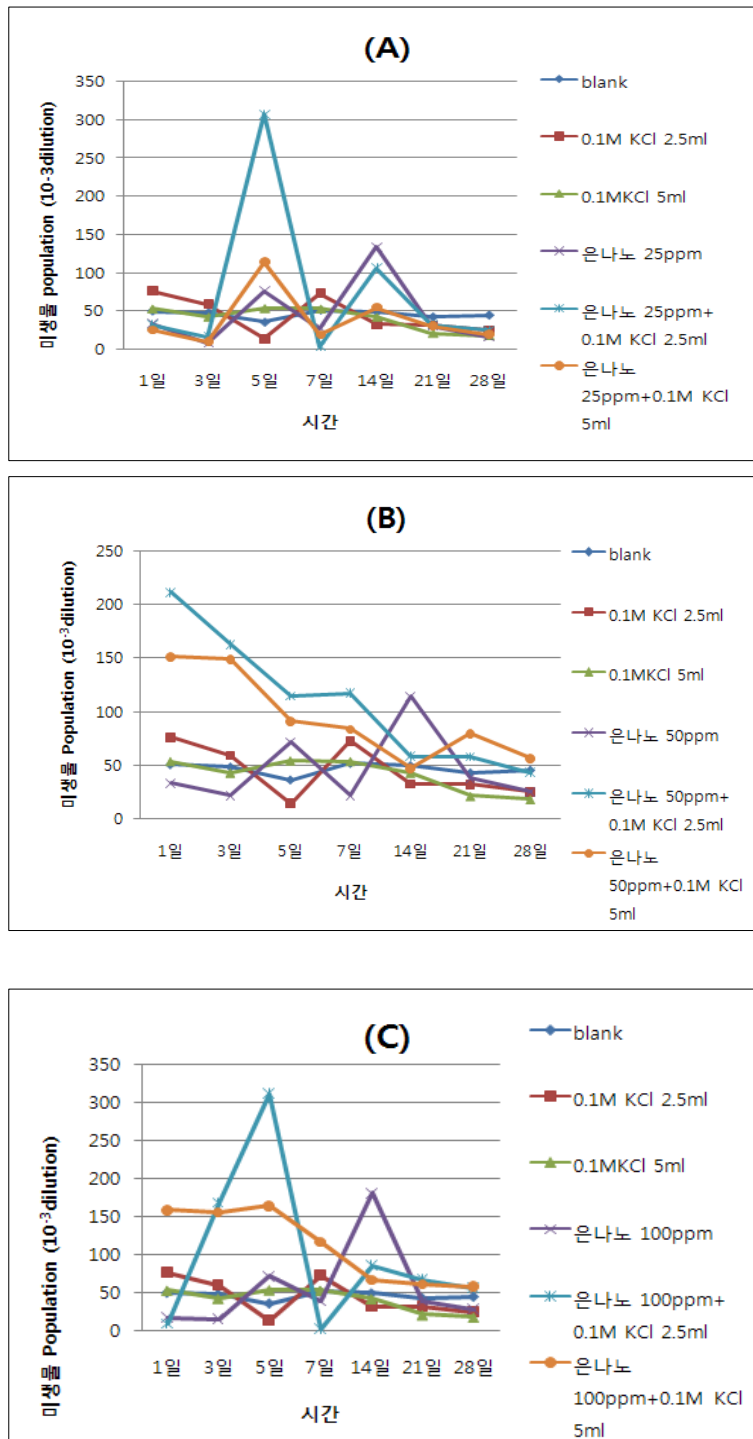 (A)
350
300
250
200
150
100
50
0
미생물 population (10-3dilution)
1일 3일 5일 7일 14일 21일 28일
시간
blank
0.1M KCl 2.5ml
0.1MKCl 5ml
은나노 25ppm
은나노 25ppm+
0.1M KCl 2.5ml
은나노
25ppm+0.1M KCl
5ml
(B)
250
200
150
100
50
0
미생물 Population (10-3dilution)
1일 3일 5일 7일 14일 21일 28일
시간
blank
0.1M KCl 2.5ml
0.1MKCl 5ml
은나노 50ppm
은나노 50ppm+
0.1M KCl 2.5ml
은나노
50ppm+0.1M KCl
5ml
(C)
350
300
250
200
150
100
50
0
미생물 Population (10-3dilution)
1일 3일 5일 7일 14일 21일 28일
시간
blank
0.1M KCl 2.5ml
0.1MKCl 5ml
은나노 100ppm
은나노 100ppm+
0.1M KCl 2.5ml
은나노
100ppm+0.1M KCl
5ml